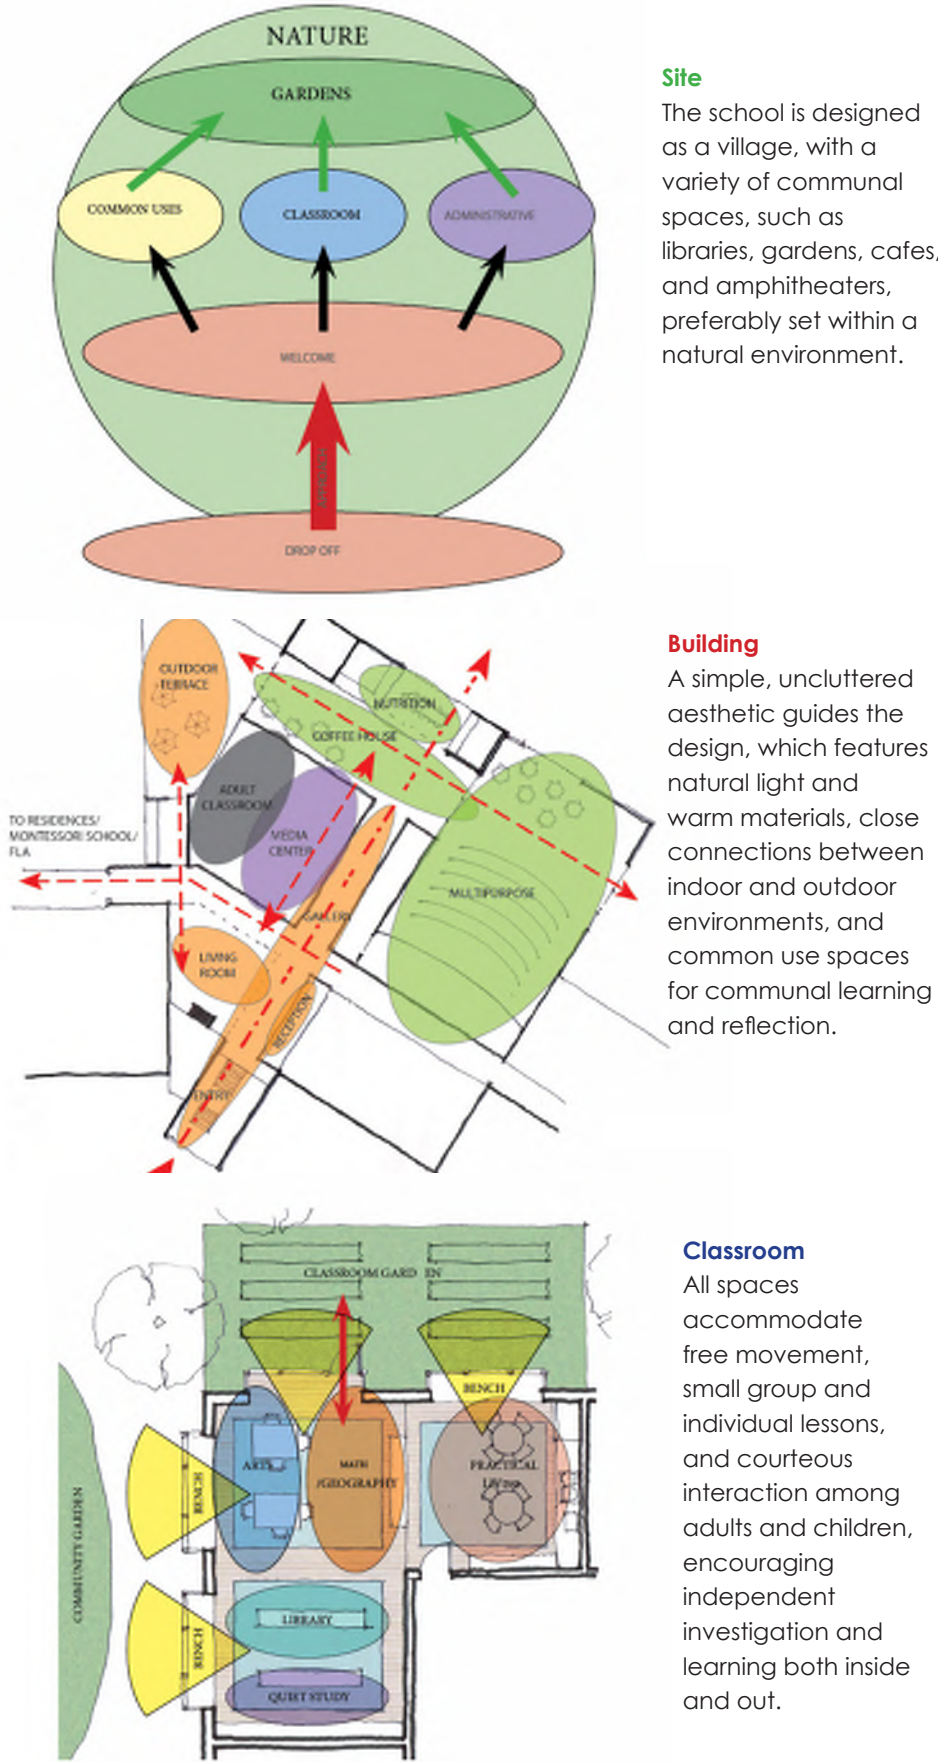 NATURE
GARDENS
COMMON USES
CLASSROOM
ADMINISTRATIVE
WELCOME
DROP OFF
Site
The school is designed
as a village, with a
variety of communal
spaces, such as
libraries, gardens, cafes,
and amphitheaters,
preferably set within a
natural environment.
OUTDOOR
TERRACE
NUTRITION
COFFEE HOUSE
ADULT
CLASSROOM
MEDIA
CENTER
TO RESIDENCES/
MONTESSORI SCHOOL/
FLA
MULTIPURPOSE
GALLERY
LIVING
ROOM
RECEPTION
ENTRY
Building
A simple, uncluttered
aesthetic guides the
design, which features
natural light and
warm materials, close
connections between
indoor and outdoor
environments, and
common use spaces
for communal learning
and reflection.
CLASSROOM GARD EN
BENCH
ARTS
MATH
/GEOGRAPHY
PRACTICAL
BENCH
COMMUNITY GARDEN
LIBRARY
BENCH
QUIET STUDY
Classroom
All spaces
accommodate
free movement,
small group and
individual lessons,
and courteous
interaction among
adults and children,
encouraging
independent
investigation and
learning both inside
and out.